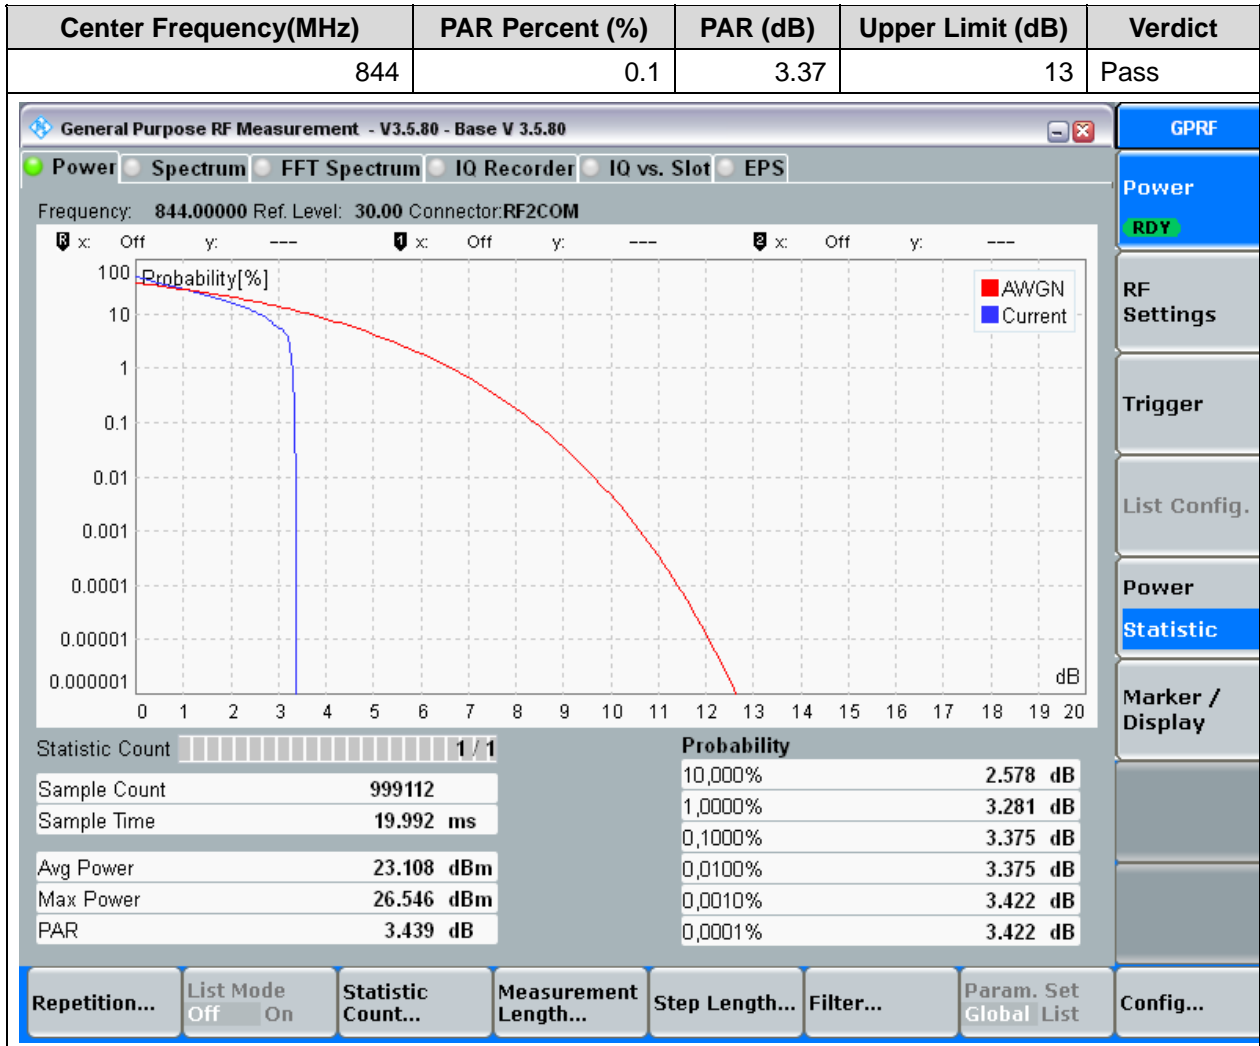 Center Frequency(MHz) PAR Percent (%) PAR (dB) Upper Limit (dB) Verdict
844 0.1 3.37 13 Pass
General Purpose RF Measurement - V3.5.80 - Base V 3.5.80
GPRF
Power Spectrum FFT Spectrum IQ Recorder IQ vs. Slot EPS
Frequency: 844.00000 Ref. Level: 30.00 Connector:RF2COM
R x: Off y: --- 1 x: Off y: --- 2 x: Off y: ---
Probability[%]
100
10
1
0.1
0.01
0.001
0.0001
0.00001
0.000001
AWGN
Current
dB
0 1 2 3 4 5 6 7 8 9 10 11 12 13 14 15 16 17 18 19 20
Statistic Count 1 / 1
Sample Count 999112
Sample Time 19.992 ms
Avg Power 23.108 dBm
Max Power 26.546 dBm
PAR 3.439 dB
Probability
10,000% 2.578 dB
1,0000% 3.281 dB
0,1000% 3.375 dB
0,0100% 3.375 dB
0,0010% 3.422 dB
0,0001% 3.422 dB
Power
RDY
RF
Settings
Trigger
List Config.
Power
Statistic
Marker /
Display
Repetition...
List Mode
Off On
Statistic
Count...
Measurement
Length...
Step Length...
Filter...
Param. Set
Global List
Config...